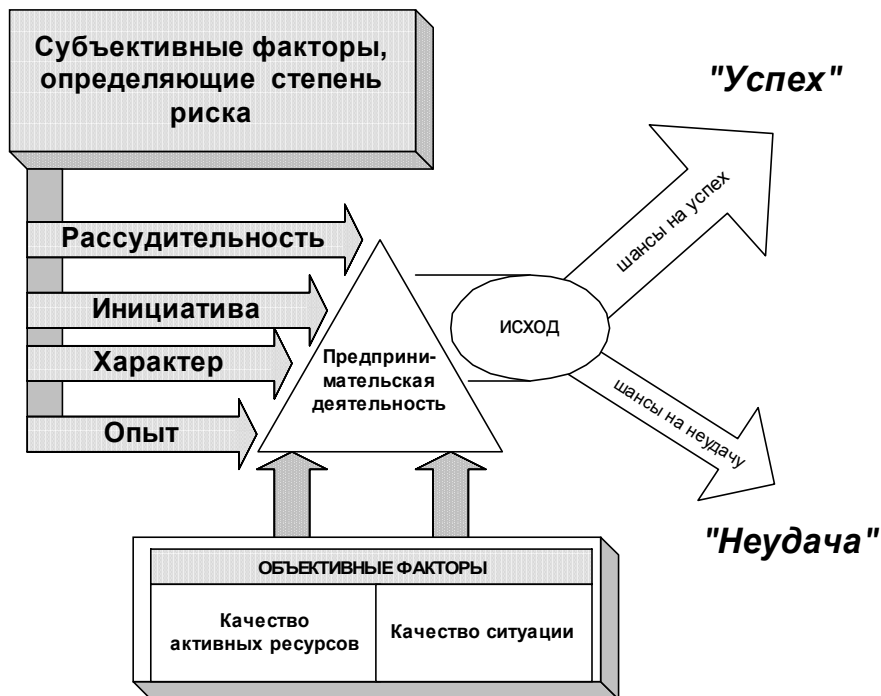 Субъективные факторы,
определяющие степень
риска
"Успех"
шансы на успех
Рассудительность
Инициатива
Характер
Опыт
Предприни-
мательская
деятельность
исход
шансы на неудачу
"Неудача"
ОБЪЕКТИВНЫЕ ФАКТОРЫ
Качество
активных ресурсов
Качество ситуации